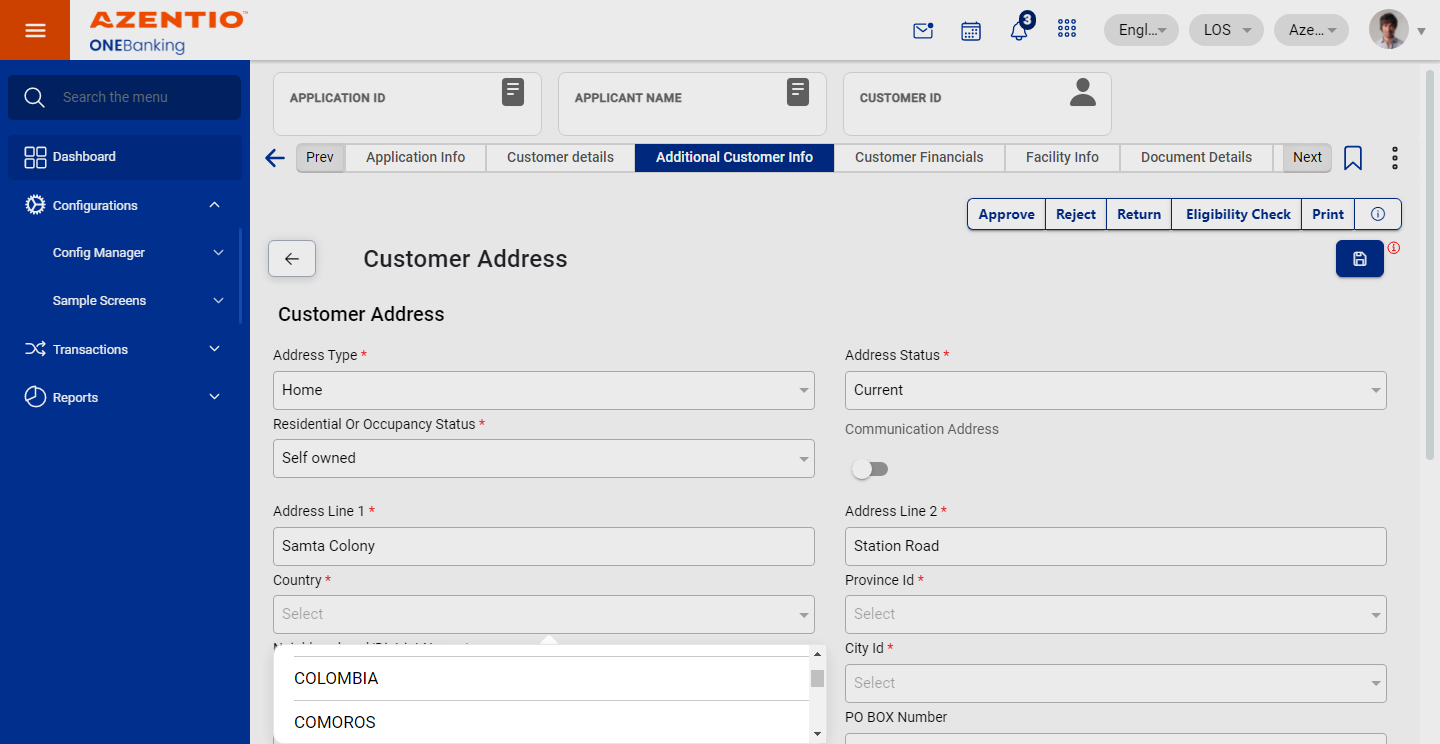 AZENTIO™
ONEBanking
3
Engl...
LOS
Aze...
Search the menu
Dashboard
Configurations
Config Manager
Sample Screens
Transactions
Reports
APPLICATION ID
APPLICANT NAME
CUSTOMER ID
Prev
Application Info
Customer details
Additional Customer Info
Customer Financials
Facility Info
Document Details
Next
Approve
Reject
Return
Eligibility Check
Print
Customer Address
Customer Address
Address Type *
Address Status *
Home
Current
Residential Or Occupancy Status *
Communication Address
Self owned
Address Line 1 *
Address Line 2 *
Samta Colony
Station Road
Country *
Province Id *
Select
Select
City Id *
COLOMBIA
Select
COMOROS
PO BOX Number